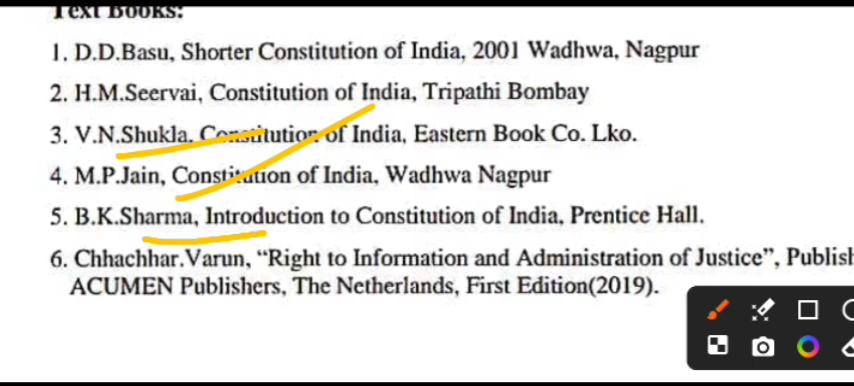 Text Books:
1. D.D.Basu, Shorter Constitution of India, 2001 Wadhwa, Nagpur
2. H.M.Seervai, Constitution of India, Tripathi Bombay
3. V.N.Shukla, Constitution of India, Eastern Book Co. Lko.
4. M.P.Jain, Constitution of India, Wadhwa Nagpur
5. B.K.Sharma, Introduction to Constitution of India, Prentice Hall.
6. Chhachhar.Varun, “Right to Information and Administration of Justice”, Publish
ACUMEN Publishers, The Netherlands, First Edition(2019).